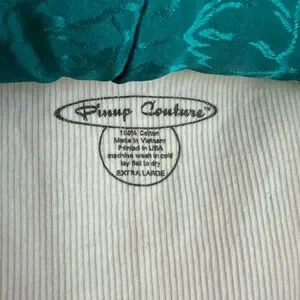 Pinup Couture™
100% Cotton
Made in Vietnam
Printed in USA
machine wash in cold
lay flat to dry
EXTRA LARGE